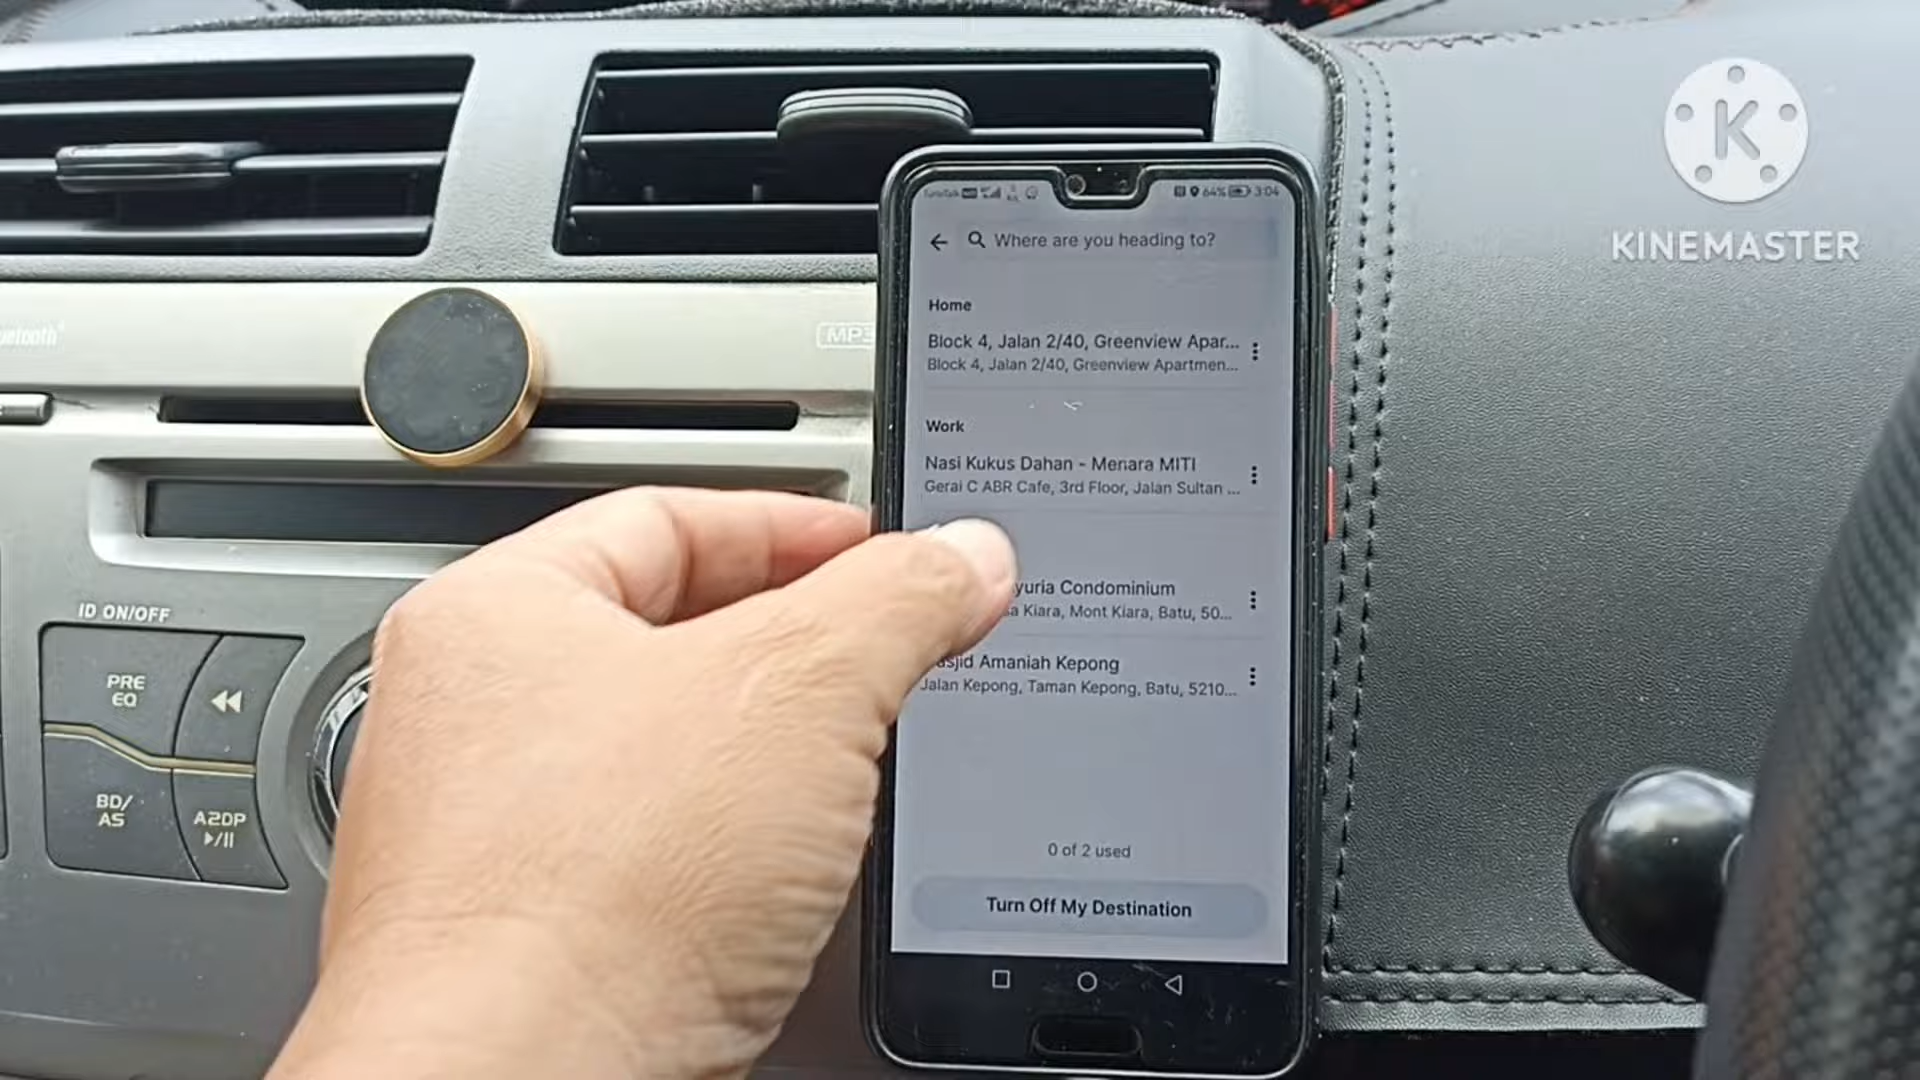 K
KINEMASTER
64% 3:04
Where are you heading to?
Home
Block 4, Jalan 2/40, Greenview Apar...
Block 4, Jalan 2/40, Greenview Apartmen...
Work
Nasi Kukus Dahan - Menara MITI
Gerai C ABR Cafe, 3rd Floor, Jalan Sultan ...
yuria Condominium
Kiara, Mont Kiara, Batu, 50...
asjid Amaniah Kepong
Jalan Kepong, Taman Kepong, Batu, 5210...
0 of 2 used
Turn Off My Destination
uetooth
MP3
ID ON/OFF
PRE
EQ
BD/
AS
A2DP